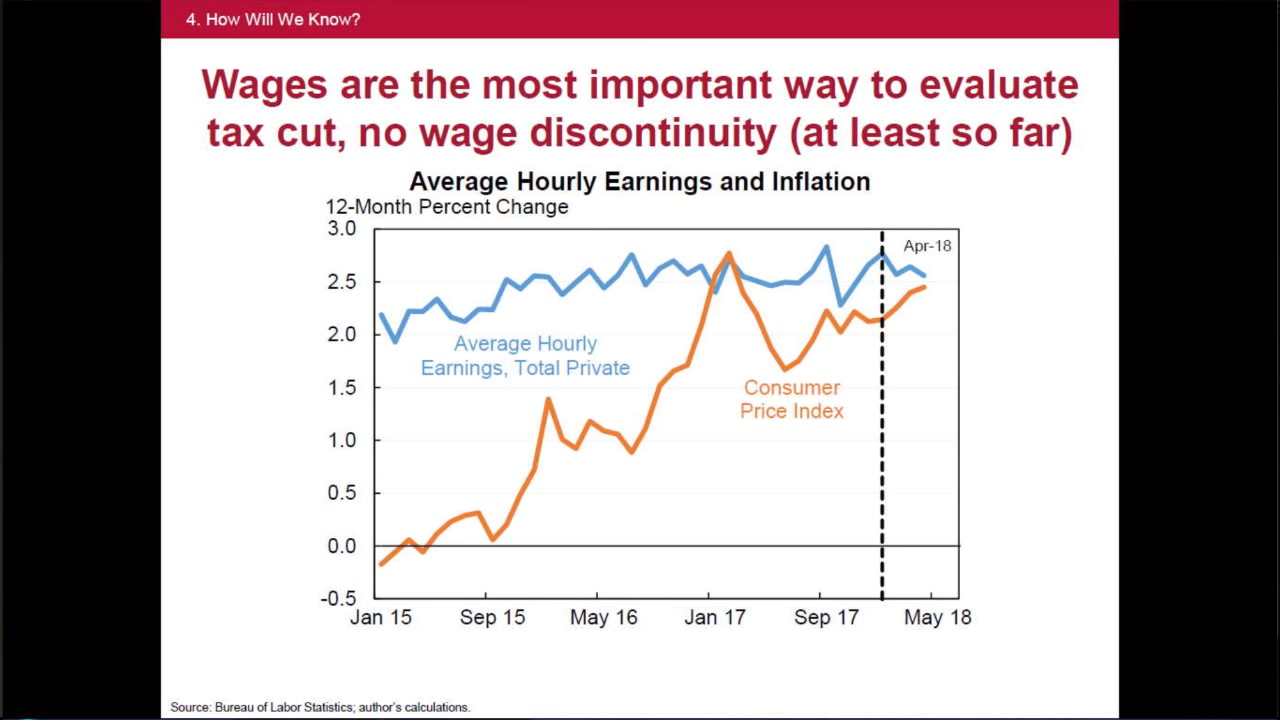 4. How Will We Know?
Wages are the most important way to evaluate
tax cut, no wage discontinuity (at least so far)
Average Hourly Earnings and Inflation
12-Month Percent Change
3.0
Apr-18
2.5
2.0
Average Hourly
Earnings, Total Private
1.5
Consumer
Price Index
1.0
0.5
0.0
-0.5
Jan 15 Sep 15 May 16 Jan 17 Sep 17 May 18
Source: Bureau of Labor Statistics; author's calculations.